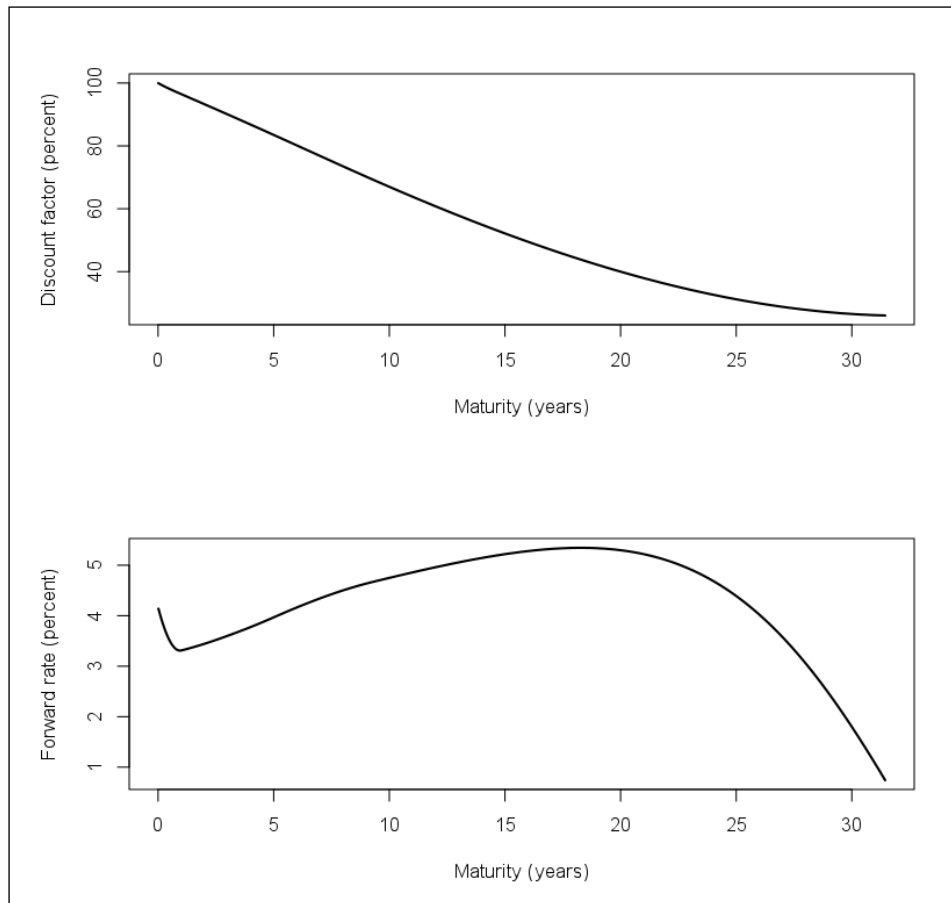 Discount factor (percent)
100
80
60
40
0 5 10 15 20 25 30
Maturity (years)
Forward rate (percent)
5
4
3
2
1
0 5 10 15 20 25 30
Maturity (years)